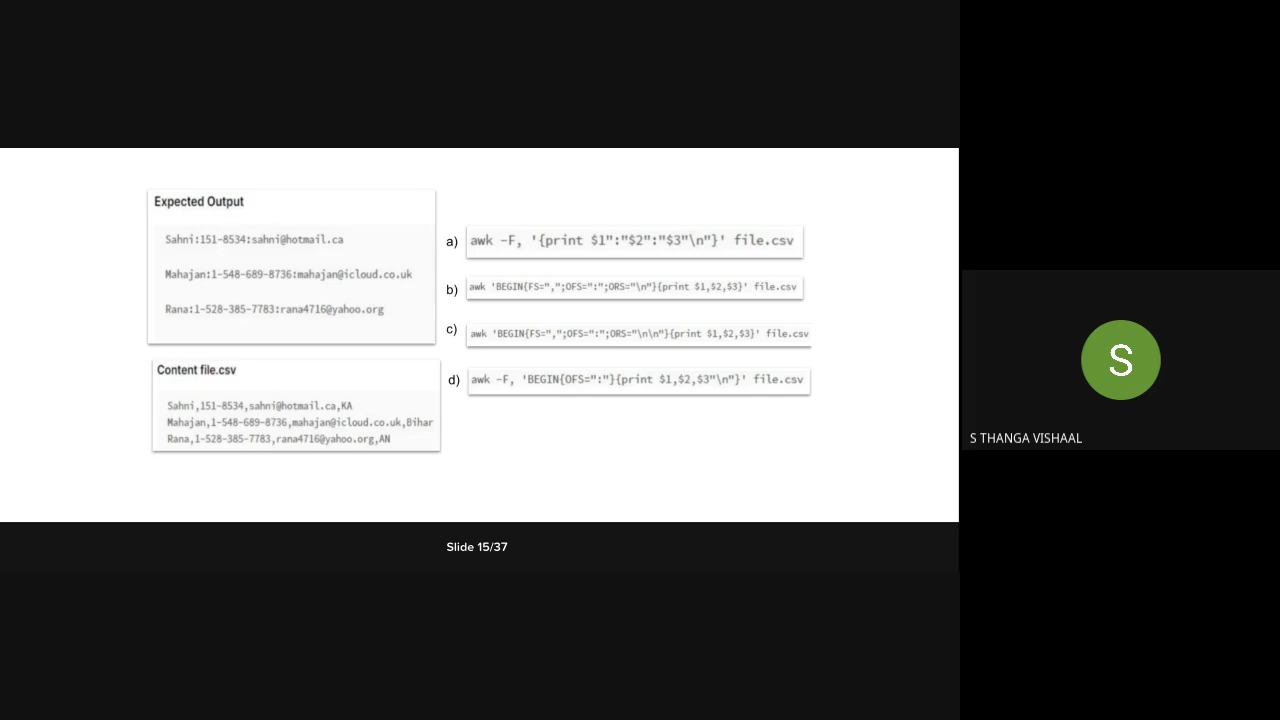 Expected Output
Sahni:151-8534:sahni@hotmail.ca
Mahajan:1-548-689-8736:mahajan@icloud.co.uk
Rana:1-528-385-7783:rana4716@yahoo.org
Content file.csv
Sahni,151-8534,sahni@hotmail.ca,KA
Mahajan,1-548-689-8736,mahajan@icloud.co.uk,Bihar
Rana,1-528-385-7783,rana4716@yahoo.org,AN
a) awk -F, '{print $1":"$2":"$3"\n"}' file.csv
b) awk 'BEGIN{FS=",";OFS=":";ORS="\n"}{print $1,$2,$3}' file.csv
c) awk 'BEGIN{FS=",";OFS=":";ORS="\n\n"}{print $1,$2,$3}' file.csv
d) awk -F, 'BEGIN{OFS=":"}{print $1,$2,$3"\n"}' file.csv
Slide 15/37
S
S THANGA VISHAAL